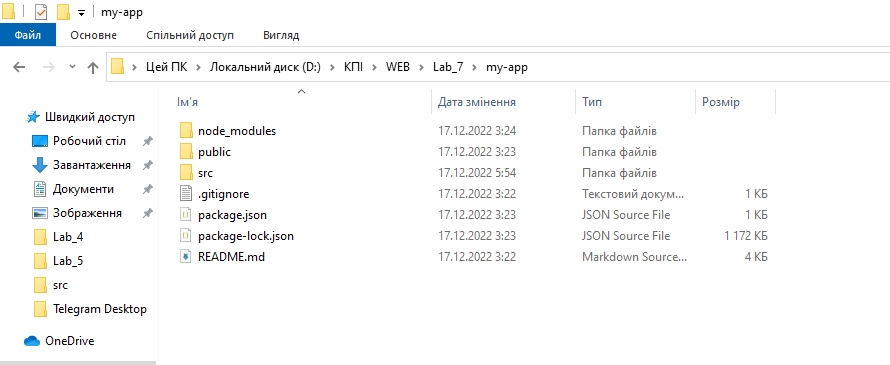 my-app
Файл Основне Спільний доступ Вигляд
Цей ПК Локальний диск (D:) КПІ WEB Lab_7 my-app
Ім'я Дата змінення Тип Розмір
Швидкий доступ
Робочий стіл
Завантаження
Документи
Зображення
Lab_4
Lab_5
src
Telegram Desktop
OneDrive
node_modules 17.12.2022 3:24 Папка файлів
public 17.12.2022 3:23 Папка файлів
src 17.12.2022 5:54 Папка файлів
.gitignore 17.12.2022 3:22 Текстовий докум... 1 КБ
package.json 17.12.2022 3:23 JSON Source File 1 КБ
package-lock.json 17.12.2022 3:23 JSON Source File 1 172 КБ
README.md 17.12.2022 3:22 Markdown Source... 4 КБ